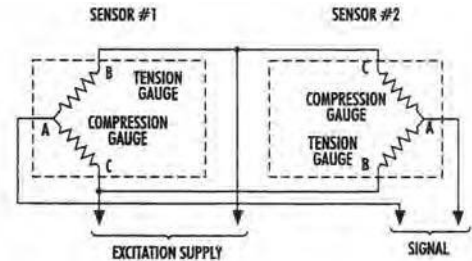 SENSOR #1
SENSOR #2
B
TENSION
GAUGE
A
COMPRESSION
GAUGE
C
C
COMPRESSION
GAUGE
A
TENSION
GAUGE
B
EXCITATION SUPPLY
SIGNAL